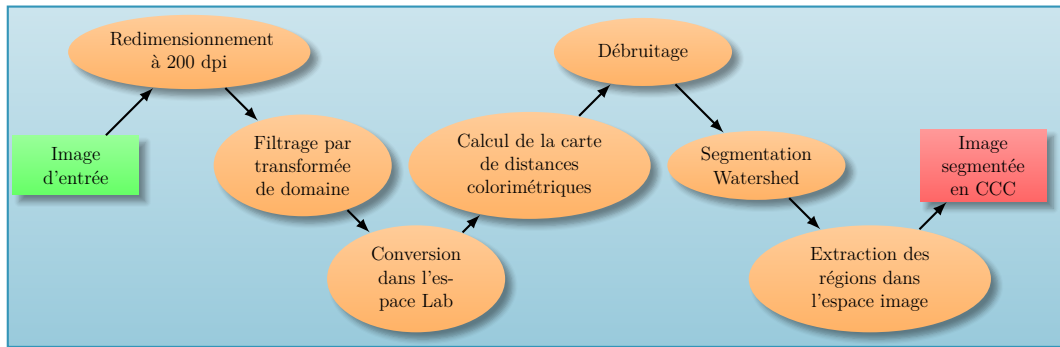 Image
d'entrée
Redimensionnement
à 200 dpi
Filtrage par
transformée
de domaine
Conversion
dans l'es-
pace Lab
Calcul de la carte
de distances
colorimétriques
Débruitage
Segmentation
Watershed
Extraction des
régions dans
l'espace image
Image
segmentée
en CCC